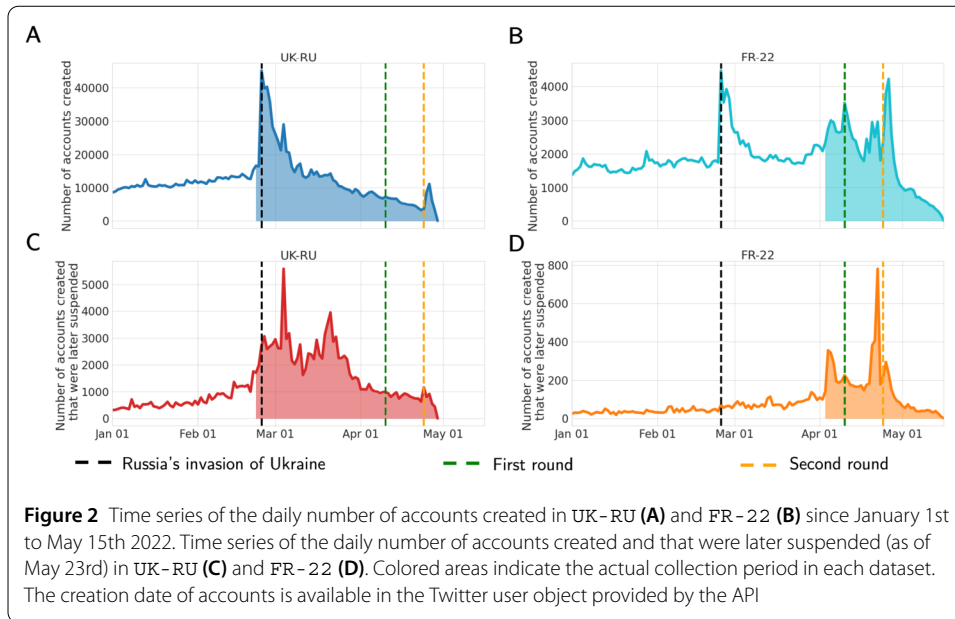 A
B
UK-RU
FR-22
Number of accounts created
40000
30000
20000
10000
0
Number of accounts created
4000
3000
2000
1000
0
C
D
UK-RU
FR-22
Number of accounts created
that were later suspended
5000
4000
3000
2000
1000
0
Jan 01 Feb 01 Mar 01 Apr 01 May 01
Number of accounts created
that were later suspended
800
600
400
200
0
Jan 01 Feb 01 Mar 01 Apr 01 May 01
Russia's invasion of Ukraine First round Second round
Figure 2 Time series of the daily number of accounts created in UK-RU (A) and FR-22 (B) since January 1st
to May 15th 2022. Time series of the daily number of accounts created and that were later suspended (as of
May 23rd) in UK-RU (C) and FR-22 (D). Colored areas indicate the actual collection period in each dataset.
The creation date of accounts is available in the Twitter user object provided by the API